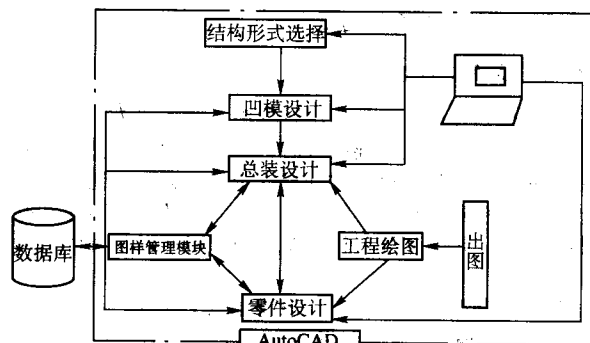 结构形式选择
凹模设计
总装设计
数据库
图样管理模块
工程绘图
出图
零件设计
AutoCAD